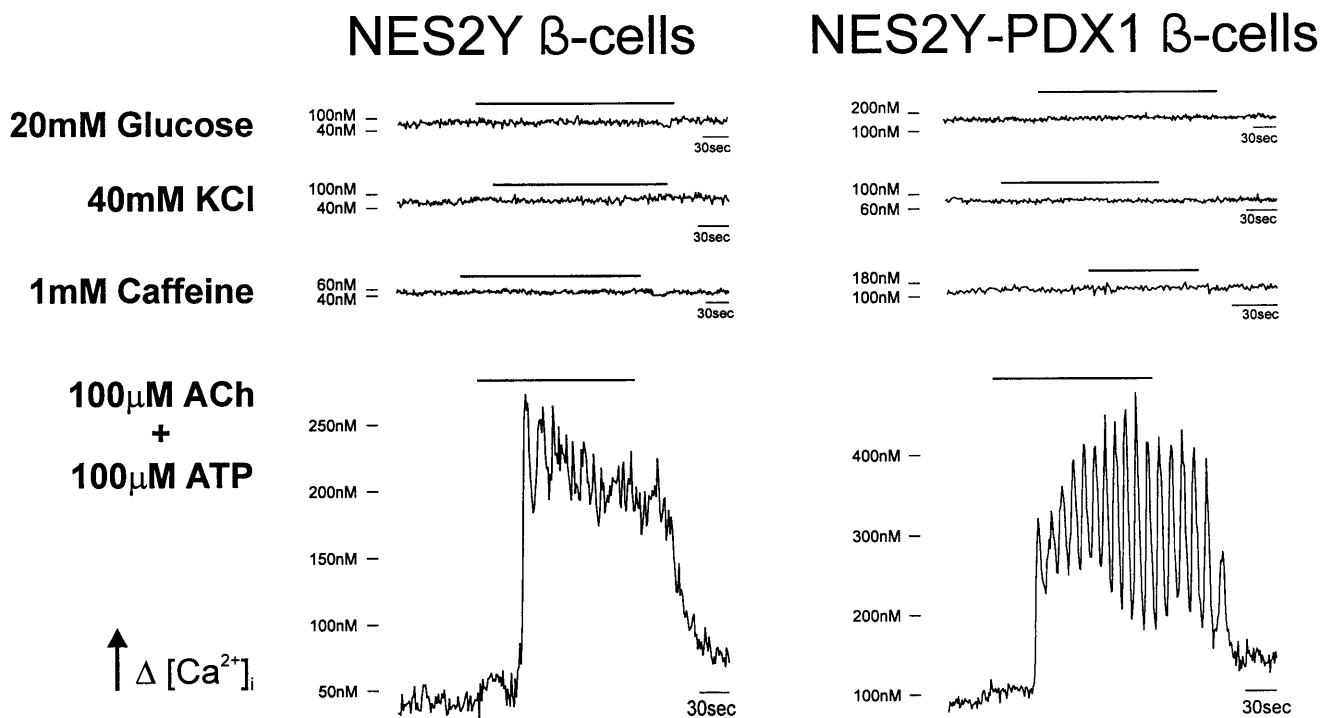 NES2Y ß-cells
NES2Y-PDX1 ß-cells
20mM Glucose
100nM
40nM
30sec
200nM
100nM
30sec
40mM KCl
100nM
40nM
30sec
100nM
60nM
30sec
1mM Caffeine
60nM
40nM
30sec
180nM
100nM
30sec
100μM ACh
+
100μM ATP
250nM
200nM
150nM
100nM
50nM
30sec
400nM
300nM
200nM
100nM
30sec
Δ [Ca²⁺]ᵢ